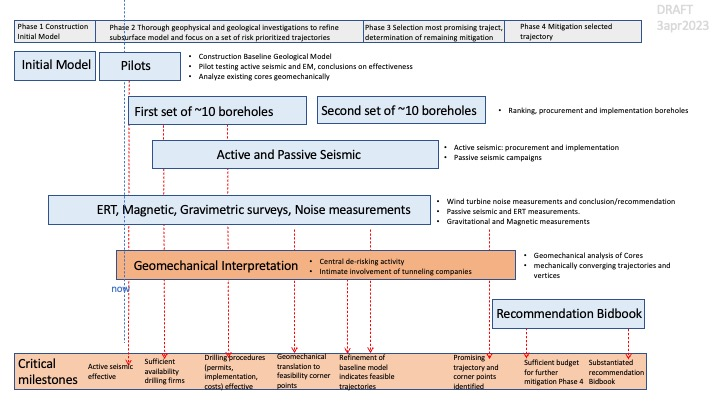 DRAFT
3apr2023
Phase 1 Construction
Initial Model
Phase 2 Thorough geophysical and geological investigations to refine
subsurface model and focus on a set of risk prioritized trajectories
Phase 3 Selection most promising traject,
determination of remaining mitigation
Phase 4 Mitigation selected
trajectory
Initial Model
Pilots
• Construction Baseline Geological Model
• Pilot testing active seismic and EM, conclusions on effectiveness
• Analyze existing cores geomechanically
First set of ~10 boreholes
Second set of ~10 boreholes
• Ranking, procurement and implementation boreholes
Active and Passive Seismic
• Active seismic: procurement and implementation
• Passive seismic campaigns
ERT, Magnetic, Gravimetric surveys, Noise measurements
• Wind turbine noise measurements and conclusion/recommendation
• Passive seismic and ERT measurements.
• Gravitational and Magnetic measurements
Geomechanical Interpretation
• Central de-risking activity
• Intimate involvement of tunneling companies
• Geomechanical analysis of Cores
• mechanically converging trajectories and
vertices
now
Recommendation Bidbook
Critical
milestones
Active seismic
effective
Sufficient
availability
drilling firms
Drilling procedures
(permits,
implementation,
costs) effective
Geomechanical
translation to
feasibility corner
points
Refinement of
baseline model
indicates feasible
trajectories
Promising
trajectory and
corner points
identified
Sufficient budget
for further
mitigation Phase 4
Substantiated
recommendation
Bidbook